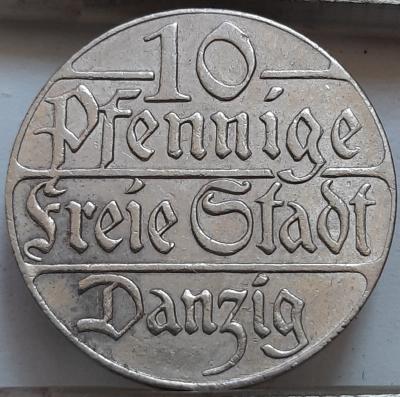 10
Pfennige
Freie Stadt
Danzig